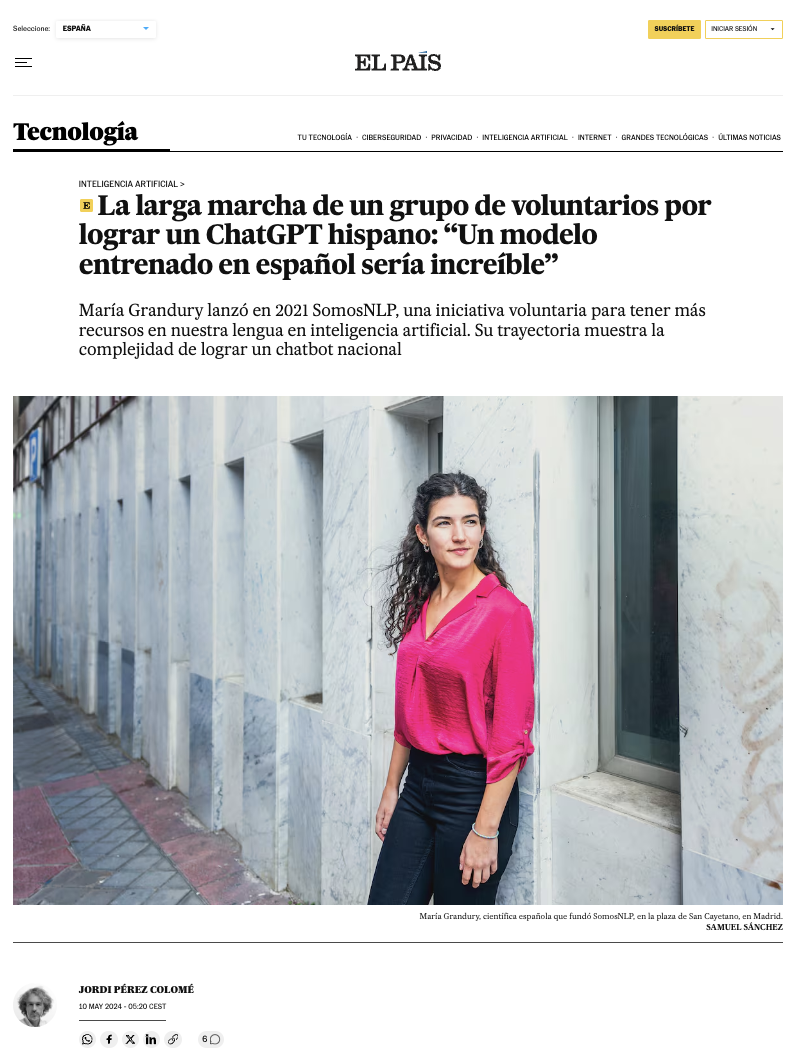 Seleccione:
ESPAÑA
SUSCRÍBETE
INICIAR SESIÓN
EL PAÍS
Tecnología
TU TECNOLOGÍA · CIBERSEGURIDAD · PRIVACIDAD · INTELIGENCIA ARTIFICIAL · INTERNET · GRANDES TECNOLÓGICAS · ÚLTIMAS NOTICIAS
INTELIGENCIA ARTIFICIAL >
E La larga marcha de un grupo de voluntarios por
lograr un ChatGPT hispano: “Un modelo
entrenado en español sería increíble”
María Grandury lanzó en 2021 SomosNLP, una iniciativa voluntaria para tener más
recursos en nuestra lengua en inteligencia artificial. Su trayectoria muestra la
complejidad de lograr un chatbot nacional
P
María Grandury, científica española que fundó SomosNLP, en la plaza de San Cayetano, en Madrid.
SAMUEL SÁNCHEZ
JORDI PÉREZ COLOMÉ
10 MAY 2024 - 05:20 CEST
6